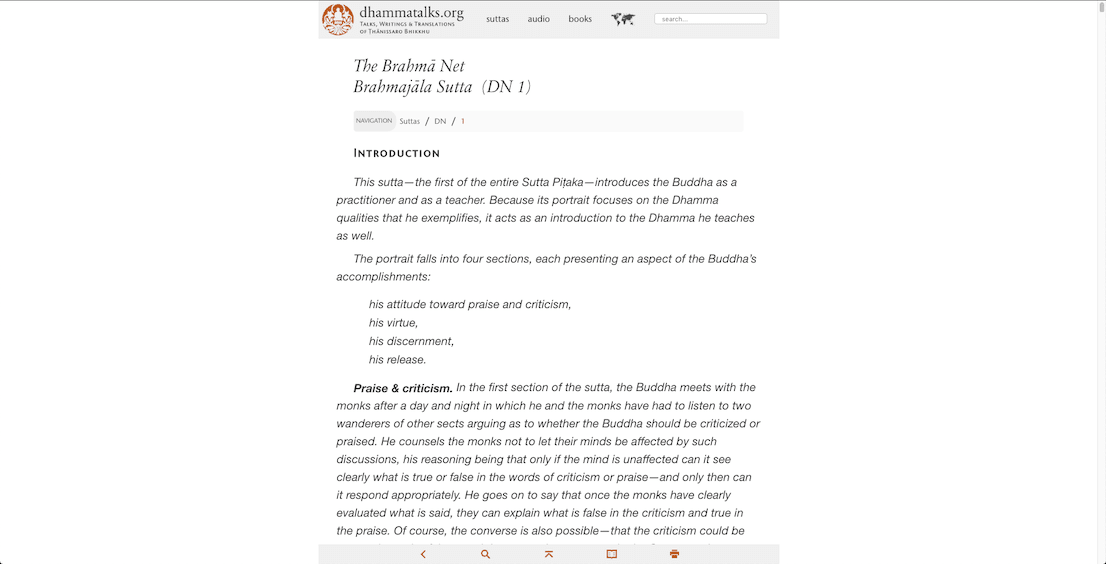 dhammatalks.org
Talks, Writings & Translations
of Ṭhānissaro Bhikkhu
suttas audio books
search...
The Brahmā Net
Brahmajāla Sutta (DN 1)
NAVIGATION Suttas / DN / 1
Introduction
This sutta—the first of the entire Sutta Piṭaka—introduces the Buddha as a
practitioner and as a teacher. Because its portrait focuses on the Dhamma
qualities that he exemplifies, it acts as an introduction to the Dhamma he teaches
as well.
The portrait falls into four sections, each presenting an aspect of the Buddha’s
accomplishments:
his attitude toward praise and criticism,
his virtue,
his discernment,
his release.
Praise & criticism. In the first section of the sutta, the Buddha meets with the
monks after a day and night in which he and the monks have had to listen to two
wanderers of other sects arguing as to whether the Buddha should be criticized or
praised. He counsels the monks not to let their minds be affected by such
discussions, his reasoning being that only if the mind is unaffected can it see
clearly what is true or false in the words of criticism or praise—and only then can
it respond appropriately. He goes on to say that once the monks have clearly
evaluated what is said, they can explain what is false in the criticism and true in
the praise. Of course, the converse is also possible—that the criticism could be